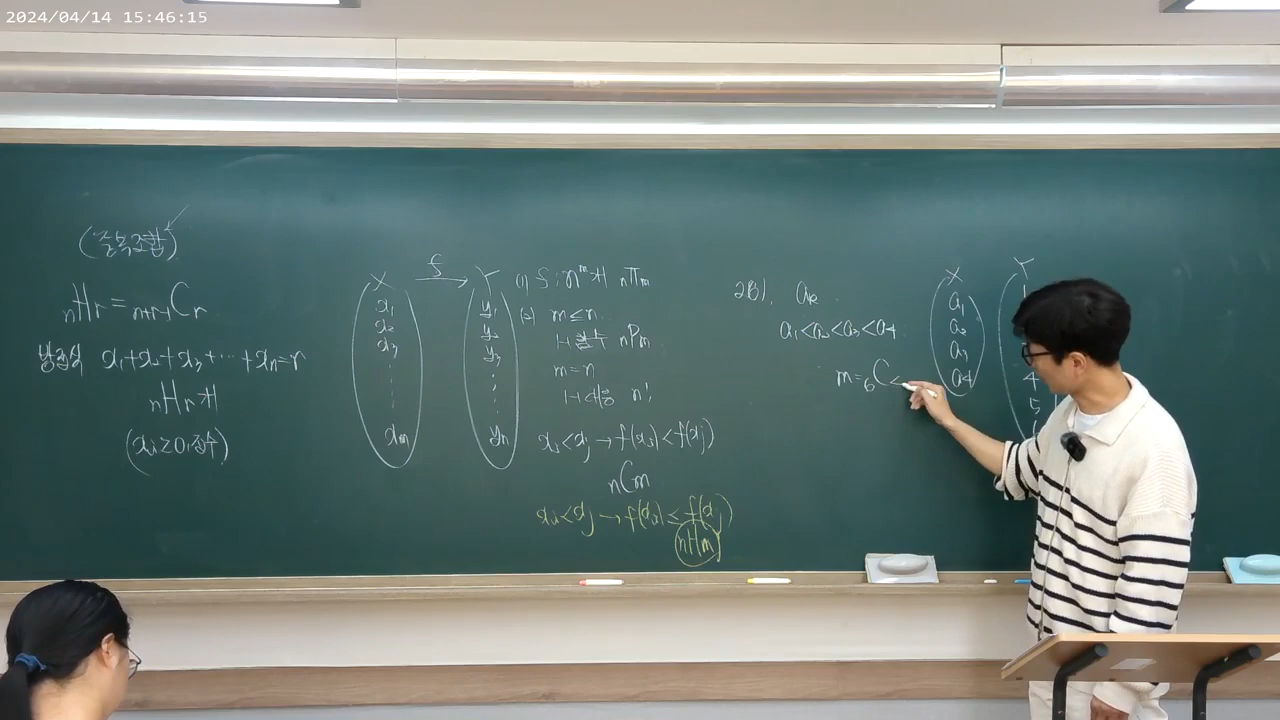 2024/04/14 15:46:15
(중복조합)
nHr = n+r-1Cr
방정식 x₁+x₂+x₃+⋯+xn=r
nHr개
(xi≥0, 정수)
X f Y
x₁ y₁
x₂ y₂
x₃ y₃
xm yn
(1) f : n^m개 nΠm
(2) m≤n
1-1함수 nPm
m=n
1-1대응 n!
xi<xj → f(xi)<f(xj)
nCm
xi<xj → f(xi)≤f(xj)
nHm
281. ak
a₁<a₂<a₃<a₄
m=₆C
X Y
a₁
a₂
a₃
a₄ 4
5